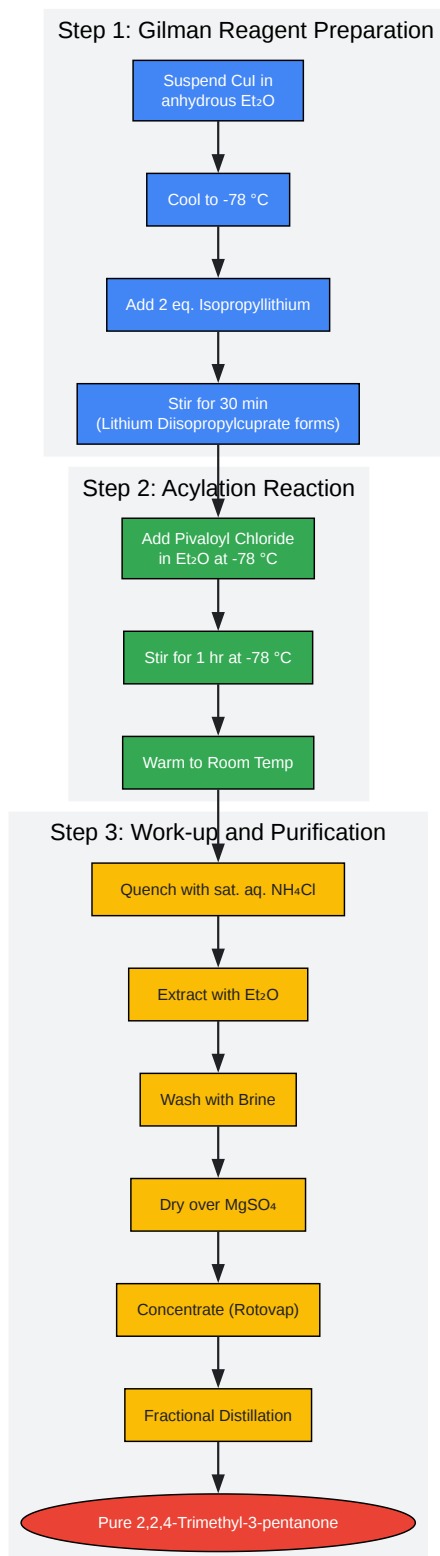 Step 1: Gilman Reagent Preparation
Suspend CuI in
anhydrous Et₂O
Cool to -78 °C
Add 2 eq. Isopropyllithium
Stir for 30 min
(Lithium Diisopropylcuprate forms)
Step 2: Acylation Reaction
Add Pivaloyl Chloride
in Et₂O at -78 °C
Stir for 1 hr at -78 °C
Warm to Room Temp
Step 3: Work-up and Purification
Quench with sat. aq. NH₄Cl
Extract with Et₂O
Wash with Brine
Dry over MgSO₄
Concentrate (Rotovap)
Fractional Distillation
Pure 2,2,4-Trimethyl-3-pentanone